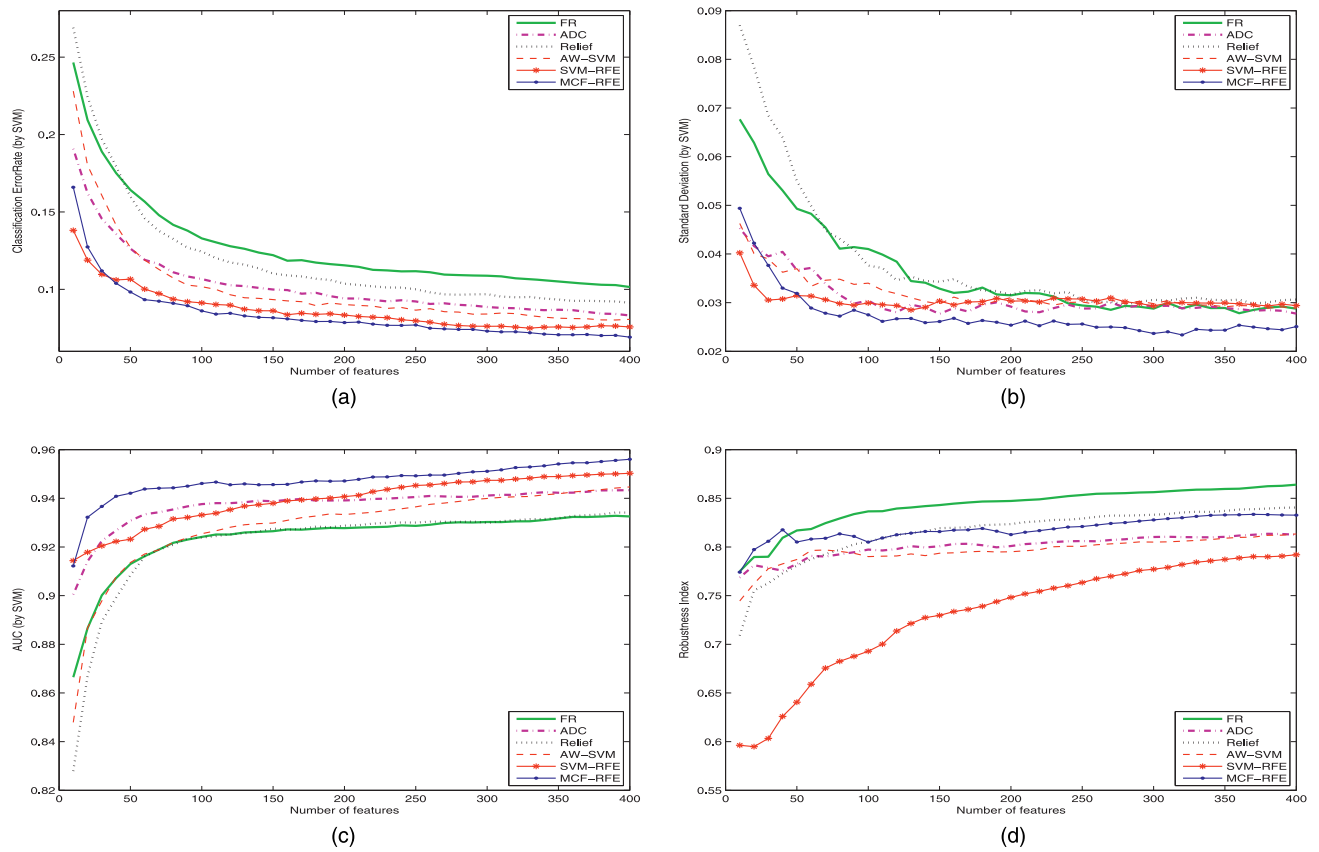 FR
ADC
Relief
AW-SVM
SVM-RFE
MCF-RFE
0.25
0.2
0.15
0.1
Classification ErrorRate (by SVM)
0 50 100 150 200 250 300 350 400
Number of features
(a)
FR
ADC
Relief
AW-SVM
SVM-RFE
MCF-RFE
0.09
0.08
0.07
0.06
0.05
0.04
0.03
0.02
Standard Deviation (by SVM)
0 50 100 150 200 250 300 350 400
Number of features
(b)
0.96
0.94
0.92
0.9
0.88
0.86
0.84
0.82
AUC (by SVM)
FR
ADC
Relief
AW-SVM
SVM-RFE
MCF-RFE
0 50 100 150 200 250 300 350 400
Number of features
(c)
0.9
0.85
0.8
0.75
0.7
0.65
0.6
0.55
Robustness Index
FR
ADC
Relief
AW-SVM
SVM-RFE
MCF-RFE
0 50 100 150 200 250 300 350 400
Number of features
(d)